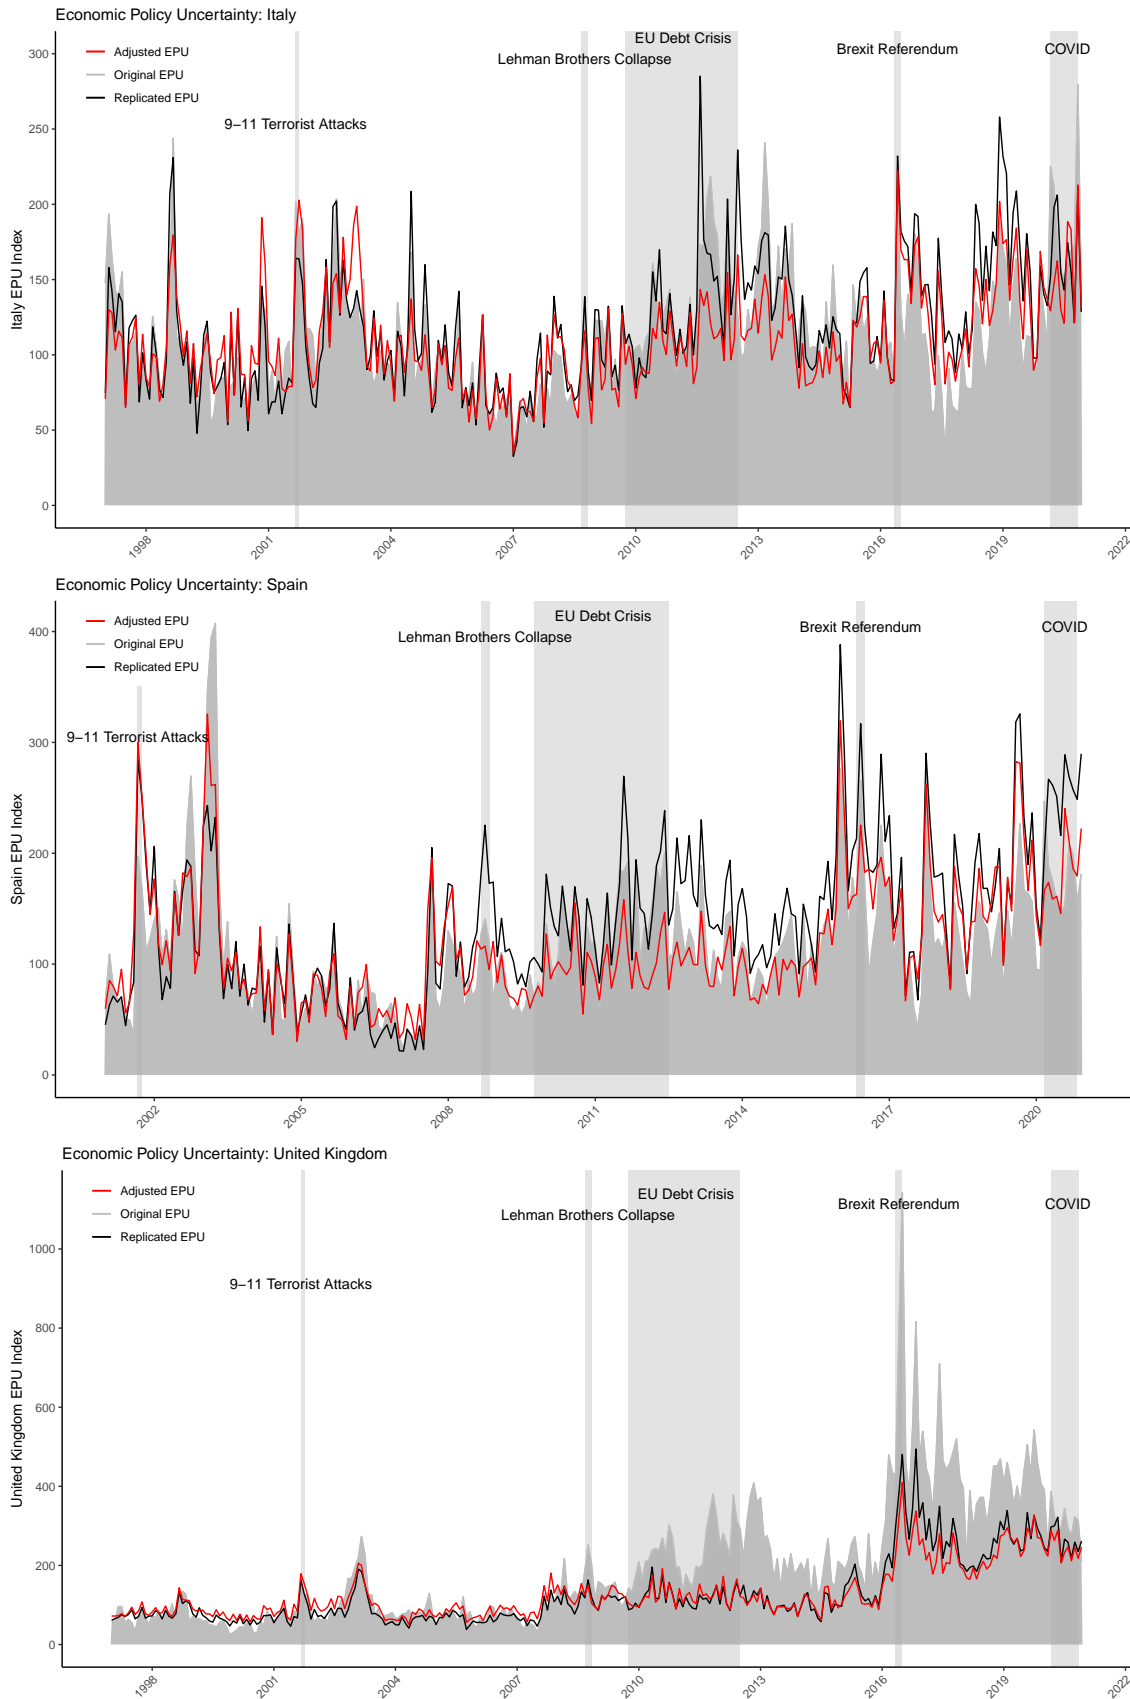 Economic Policy Uncertainty: Italy
Adjusted EPU
Original EPU
Replicated EPU
9−11 Terrorist Attacks
Lehman Brothers Collapse
EU Debt Crisis
Brexit Referendum
COVID
Italy EPU Index
300
250
200
150
100
50
0
1998
2001
2004
2007
2010
2013
2016
2019
2022
Economic Policy Uncertainty: Spain
Adjusted EPU
Original EPU
Replicated EPU
9−11 Terrorist Attacks
Lehman Brothers Collapse
EU Debt Crisis
Brexit Referendum
COVID
Spain EPU Index
400
300
200
100
0
2002
2005
2008
2011
2014
2017
2020
Economic Policy Uncertainty: United Kingdom
Adjusted EPU
Original EPU
Replicated EPU
9−11 Terrorist Attacks
Lehman Brothers Collapse
EU Debt Crisis
Brexit Referendum
COVID
United Kingdom EPU Index
1000
800
600
400
200
0
1998
2001
2004
2007
2010
2013
2016
2019
2022